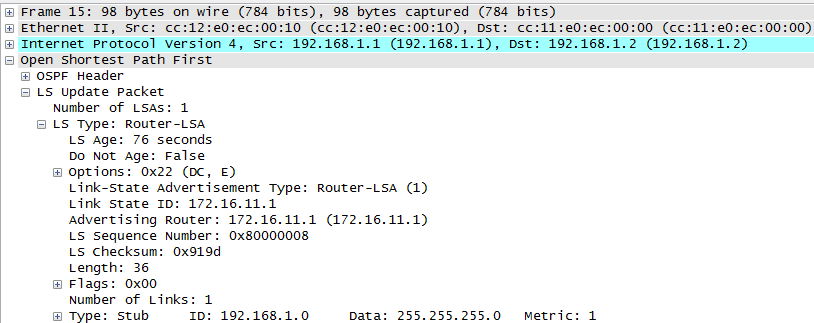 Frame 15: 98 bytes on wire (784 bits), 98 bytes captured (784 bits)
Ethernet II, Src: cc:12:e0:ec:00:10 (cc:12:e0:ec:00:10), Dst: cc:11:e0:ec:00:00 (cc:11:e0:ec:00:00)
Internet Protocol Version 4, Src: 192.168.1.1 (192.168.1.1), Dst: 192.168.1.2 (192.168.1.2)
Open Shortest Path First
OSPF Header
LS Update Packet
Number of LSAs: 1
LS Type: Router-LSA
LS Age: 76 seconds
Do Not Age: False
Options: 0x22 (DC, E)
Link-State Advertisement Type: Router-LSA (1)
Link State ID: 172.16.11.1
Advertising Router: 172.16.11.1 (172.16.11.1)
LS Sequence Number: 0x80000008
LS Checksum: 0x919d
Length: 36
Flags: 0x00
Number of Links: 1
Type: Stub ID: 192.168.1.0 Data: 255.255.255.0 Metric: 1